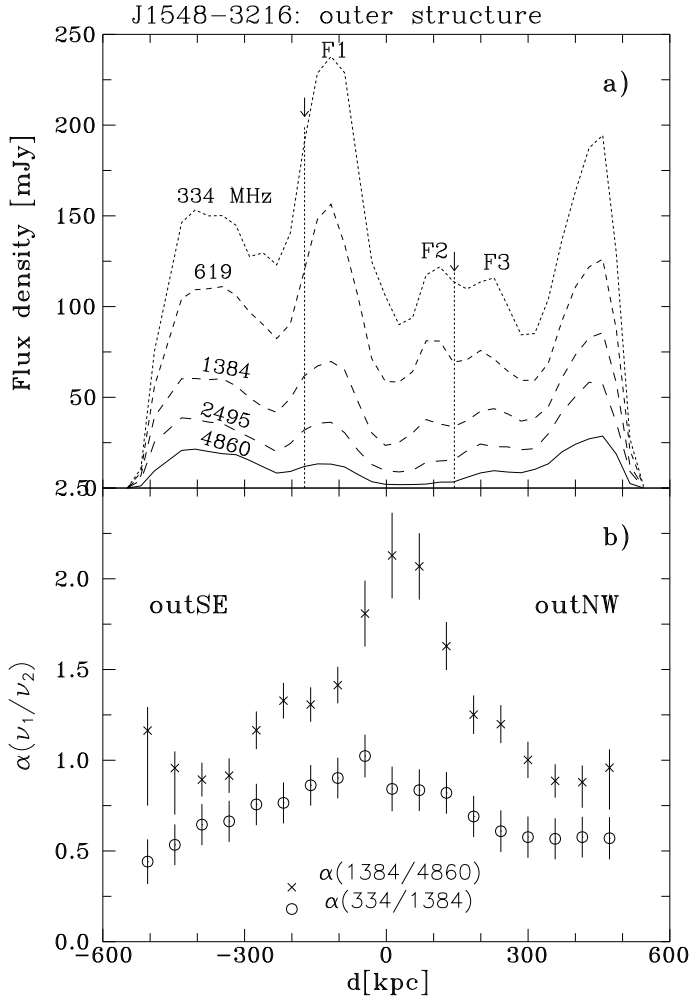 J1548−3216: outer structure
250
F1
a)
200
334 MHz
150
F2
F3
619
100
1384
50
2495
4860
0
Flux density [mJy]
2.5
b)
2.0
outSE
outNW
1.5
1.0
0.5
α(1384/4860)
α(334/1384)
0.0
α(ν₁/ν₂)
−600
−300
0
300
600
d[kpc]